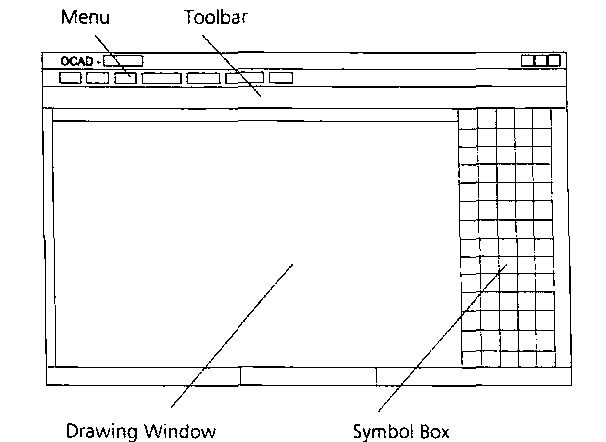 Menu Toolbar
OCAD -
Drawing Window Symbol Box